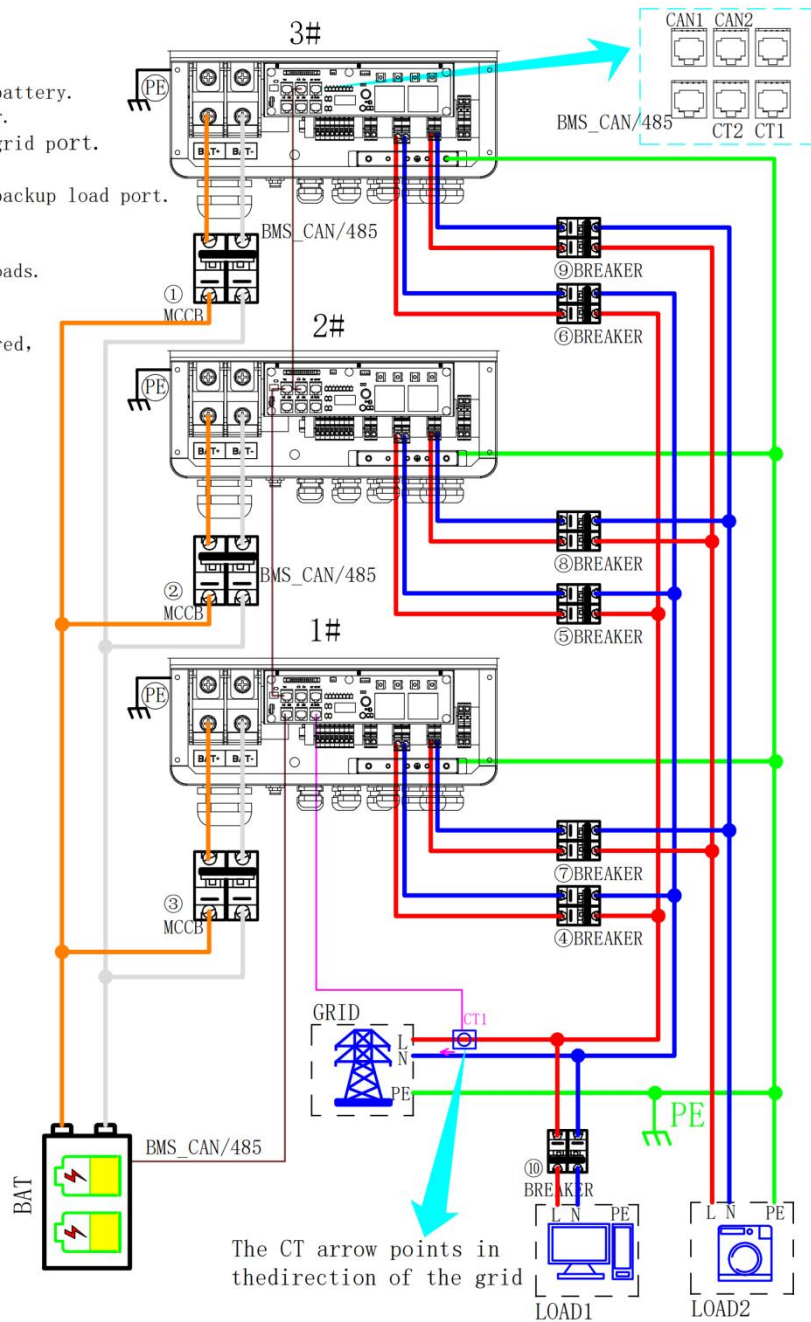 battery.
r.
grid port.
backup load port.
oads.
red,
3#
CAN1 CAN2
BMS_CAN/485
CT2 CT1
PE
BAT+ BAT-
BMS_CAN/485
①
MCCB
⑨BREAKER
⑥BREAKER
2#
PE
BAT+ BAT-
BMS_CAN/485
②
MCCB
⑧BREAKER
⑤BREAKER
1#
PE
BAT+ BAT-
③
MCCB
⑦BREAKER
④BREAKER
GRID
CT1
L
N
PE
PE
BMS_CAN/485
BAT
⑩
BREAKER
L N PE
LOAD1
L N PE
LOAD2
The CT arrow points in
thedirection of the grid